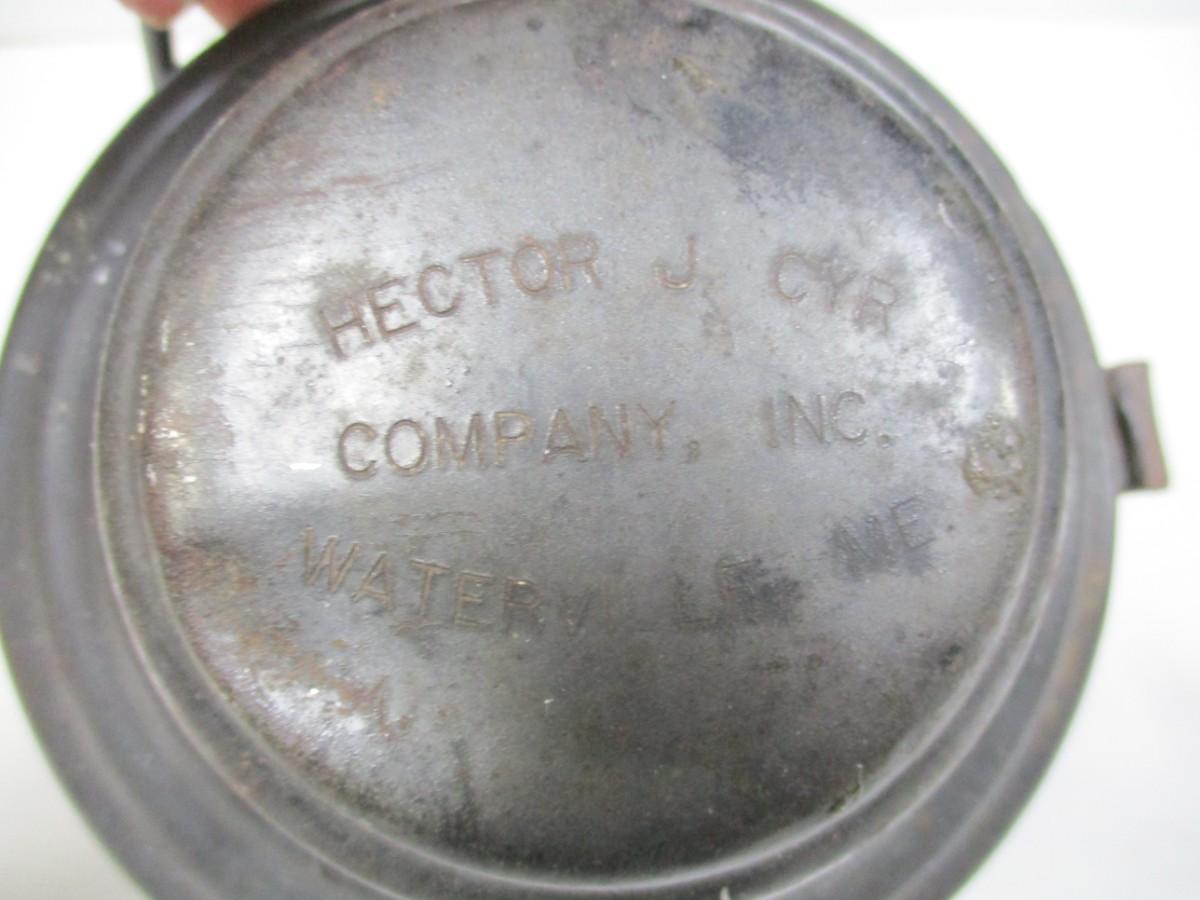 HECTOR J. CYR
COMPANY, INC.
WATERVILLE ME